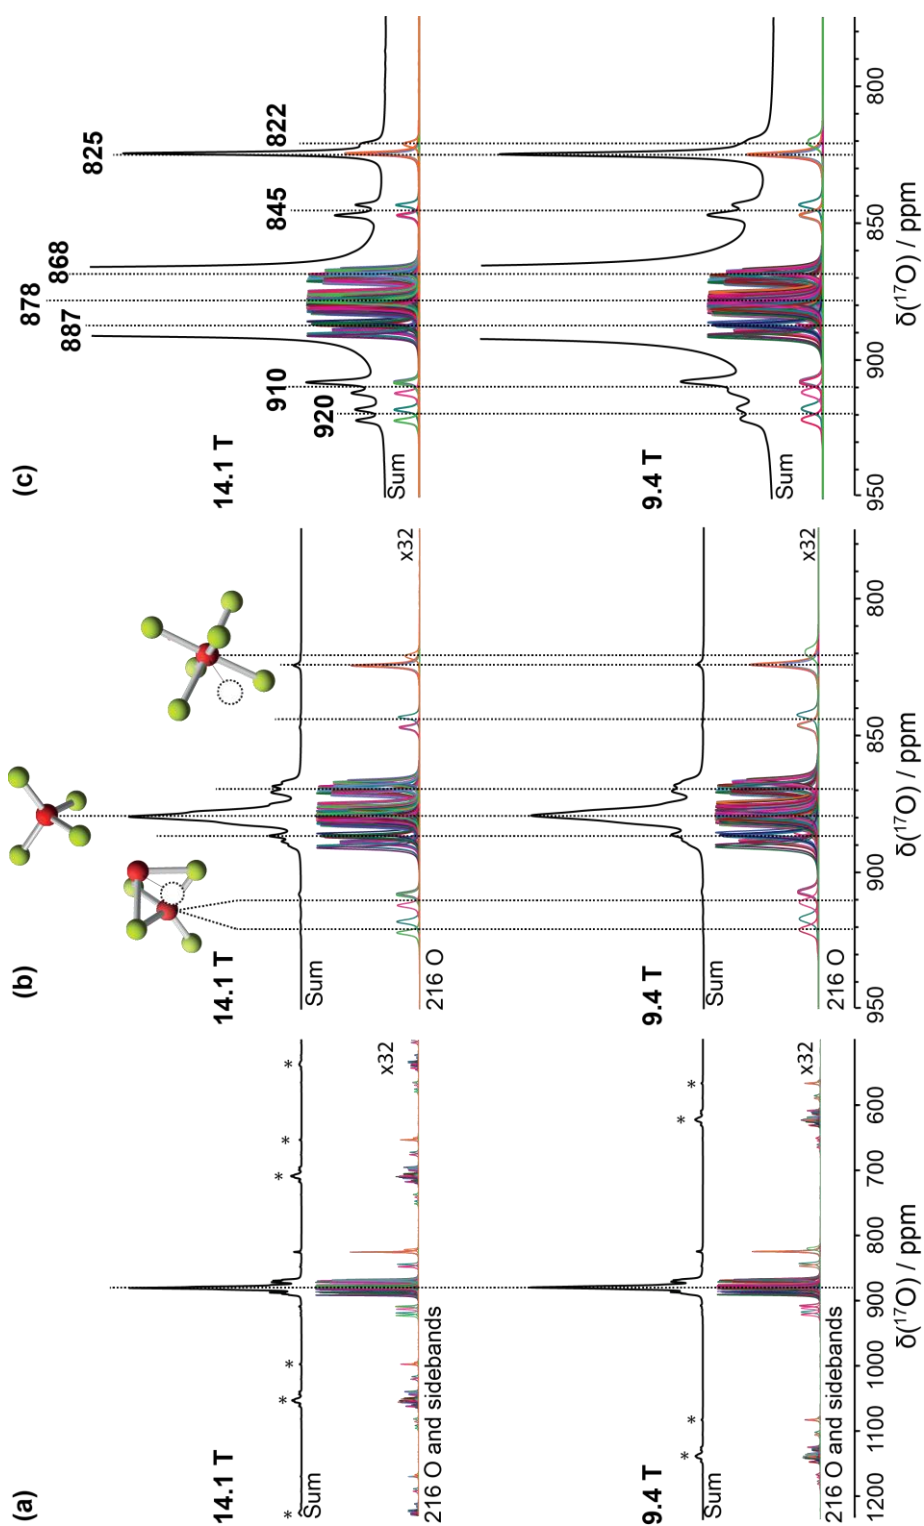 (a)
14.1 T
* * * * * *
Sum
x32
216 O and sidebands
9.4 T
* * * *
Sum
x32
216 O and sidebands
1200 1100 1000 900 800 700 600
δ(¹⁷O) / ppm
(b)
14.1 T
Sum
x32
216 O
9.4 T
Sum
x32
216 O
950 900 850 800
δ(¹⁷O) / ppm
(c)
878
887 868 825
910 845 822
920
14.1 T
Sum
9.4 T
Sum
950 900 850 800
δ(¹⁷O) / ppm